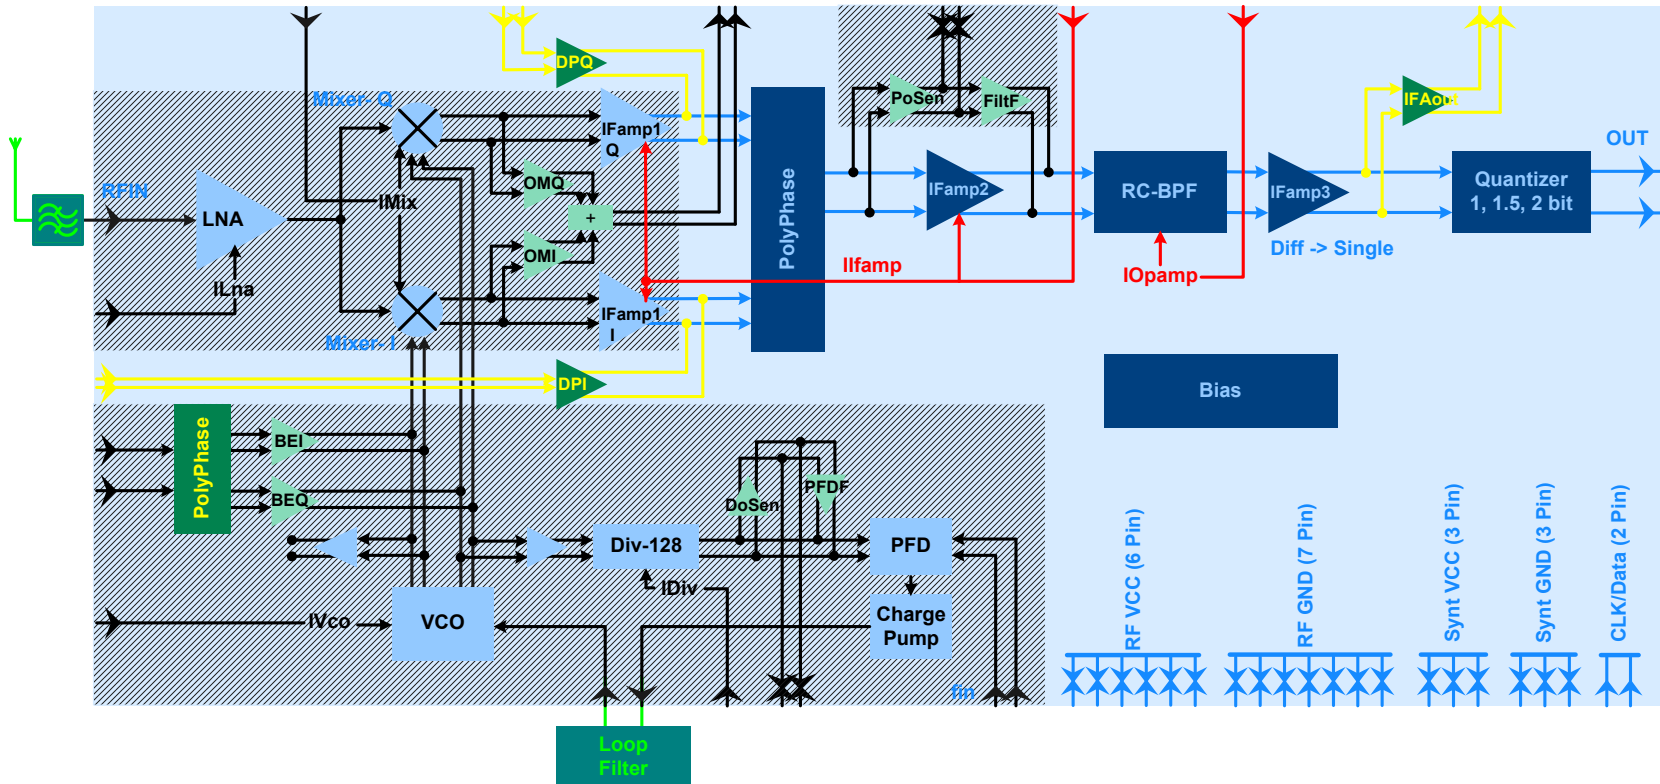 DPQ
Mixer- Q
IFamp1
Q
PoSen
FiltF
IFAout
OUT
RFIN
LNA
IMix
OMQ
+
OMI
ILna
IFamp1
I
Mixer- I
PolyPhase
IFamp2
IIfamp
RC-BPF
IOpamp
IFamp3
Diff -> Single
Quantizer
1, 1.5, 2 bit
DPI
Bias
PolyPhase
BEI
BEQ
DoSen
PFDF
Div-128
PFD
IDiv
IVco
VCO
Charge
Pump
fin
Loop
Filter
RF VCC (6 Pin)
RF GND (7 Pin)
Synt VCC (3 Pin)
Synt GND (3 Pin)
CLK/Data (2 Pin)